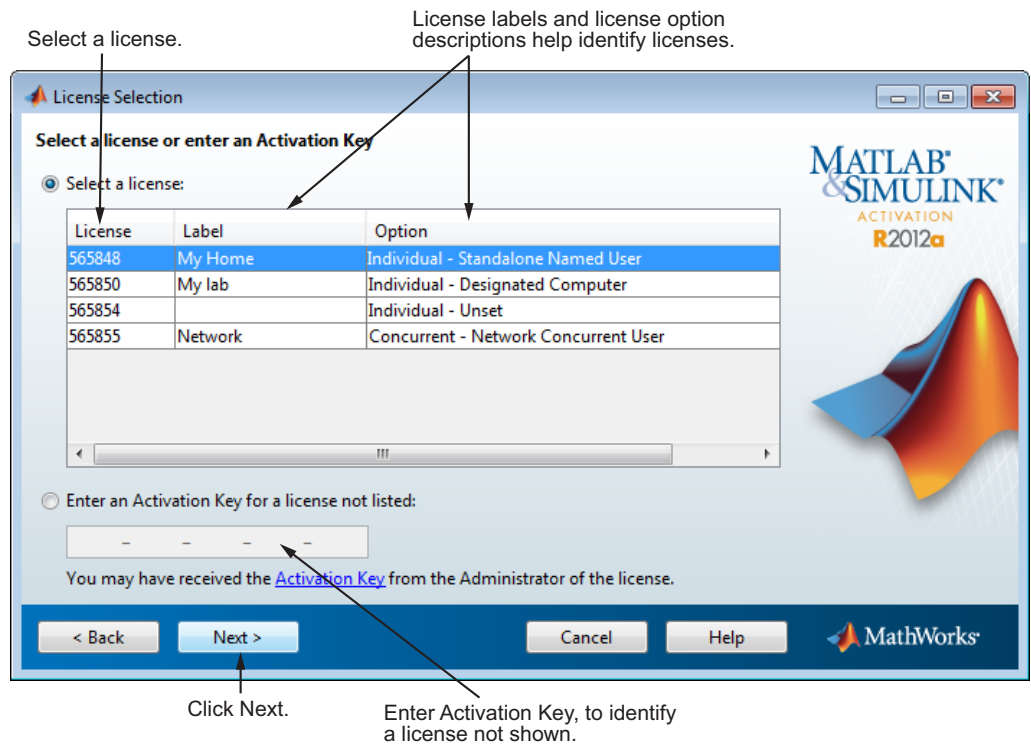 Select a license.
License labels and license option
descriptions help identify licenses.
License Selection
Select a license or enter an Activation Key
MATLAB®
&SIMULINK®
ACTIVATION
R2012a
Select a license:
License Label Option
565848 My Home Individual - Standalone Named User
565850 My lab Individual - Designated Computer
565854 Individual - Unset
565855 Network Concurrent - Network Concurrent User
Enter an Activation Key for a license not listed:
- - - -
You may have received the Activation Key from the Administrator of the license.
< Back Next > Cancel Help MathWorks®
Click Next.
Enter Activation Key, to identify
a license not shown.